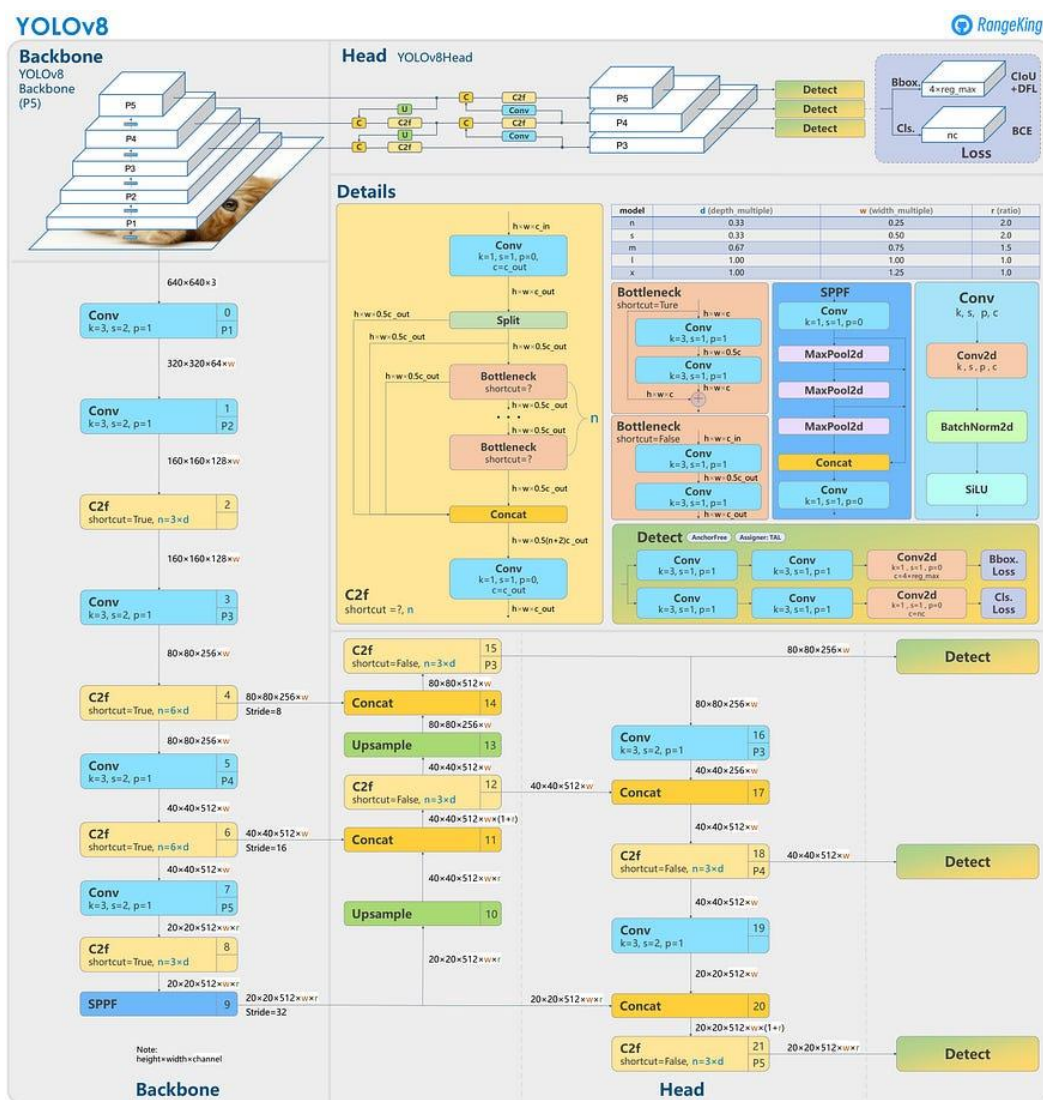 YOLOv8
RangeKing
Backbone
YOLOv8
Backbone
(P5)
P5
P4
P3
P2
P1
Head YOLOv8Head
U
C
C2f
U
C
C2f
C
C2f
Conv
C
C2f
Conv
P5
P4
P3
Detect
Detect
Detect
Bbox.
4×reg_max
CIoU
+DFL
Cls.
nc
BCE
Loss
640×640×3
Conv
k=3, s=2, p=1
0
P1
320×320×64×w
Conv
k=3, s=2, p=1
1
P2
160×160×128×w
C2f
shortcut=True, n=3×d
2
160×160×128×w
Conv
k=3, s=2, p=1
3
P3
80×80×256×w
C2f
shortcut=True, n=6×d
4
80×80×256×w
Stride=8
80×80×256×w
Conv
k=3, s=2, p=1
5
P4
40×40×512×w
C2f
shortcut=True, n=6×d
6
40×40×512×w
Stride=16
40×40×512×w
Conv
k=3, s=2, p=1
7
P5
20×20×512×w×r
C2f
shortcut=True, n=3×d
8
20×20×512×w×r
SPPF
9
20×20×512×w×r
Stride=32
Note:
height×width×channel
Backbone
Details
h×w×c_in
Conv
k=1, s=1, p=0,
c=c_out
h×w×c_out
Split
h×w×0.5c_out
h×w×0.5c_out
h×w×0.5c_out
h×w×0.5c_out
Bottleneck
shortcut=?
h×w×0.5c_out
. . .
h×w×0.5c_out
Bottleneck
shortcut=?
n
h×w×0.5c_out
Concat
h×w×0.5(n+2)c_out
Conv
k=1, s=1, p=0,
c=c_out
h×w×c_out
C2f
shortcut =?, n
model d (depth_multiple) w (width_multiple) r (ratio)
n 0.33 0.25 2.0
s 0.33 0.50 2.0
m 0.67 0.75 1.5
l 1.00 1.00 1.0
x 1.00 1.25 1.0
Bottleneck
shortcut=Ture
h×w×c
Conv
k=3, s=1, p=1
h×w×0.5c
Conv
k=3, s=1, p=1
h×w×c
h×w×c
+
Bottleneck
shortcut=False
h×w×c_in
Conv
k=3, s=1, p=1
h×w×0.5c_out
Conv
k=3, s=1, p=1
h×w×c_out
SPPF
Conv
k=1, s=1, p=0
MaxPool2d
MaxPool2d
MaxPool2d
Concat
Conv
k=1, s=1, p=0
Conv
k, s, p, c
Conv2d
k, s, p, c
BatchNorm2d
SiLU
Detect AnchorFree Assigner: TAL
Conv
k=3, s=1, p=1
Conv
k=3, s=1, p=1
Conv2d
k=1, s=1, p=0
c=4×reg_max
Bbox.
Loss
Conv
k=3, s=1, p=1
Conv
k=3, s=1, p=1
Conv2d
k=1, s=1, p=0
c=nc
Cls.
Loss
C2f
shortcut=False, n=3×d
15
P3
80×80×512×w
Concat
14
80×80×256×w
Upsample
13
40×40×512×w
C2f
shortcut=False, n=3×d
12
40×40×512×w
40×40×512×w×(1+r)
Concat
11
40×40×512×w×r
Upsample
10
20×20×512×w×r
80×80×256×w
Detect
80×80×256×w
Conv
k=3, s=2, p=1
16
P3
40×40×256×w
Concat
17
40×40×512×w
C2f
shortcut=False, n=3×d
18
P4
40×40×512×w
Detect
40×40×512×w
Conv
k=3, s=2, p=1
19
20×20×512×w
20×20×512×w×r
Concat
20
20×20×512×w×(1+r)
C2f
shortcut=False, n=3×d
21
P5
20×20×512×w×r
Detect
Head